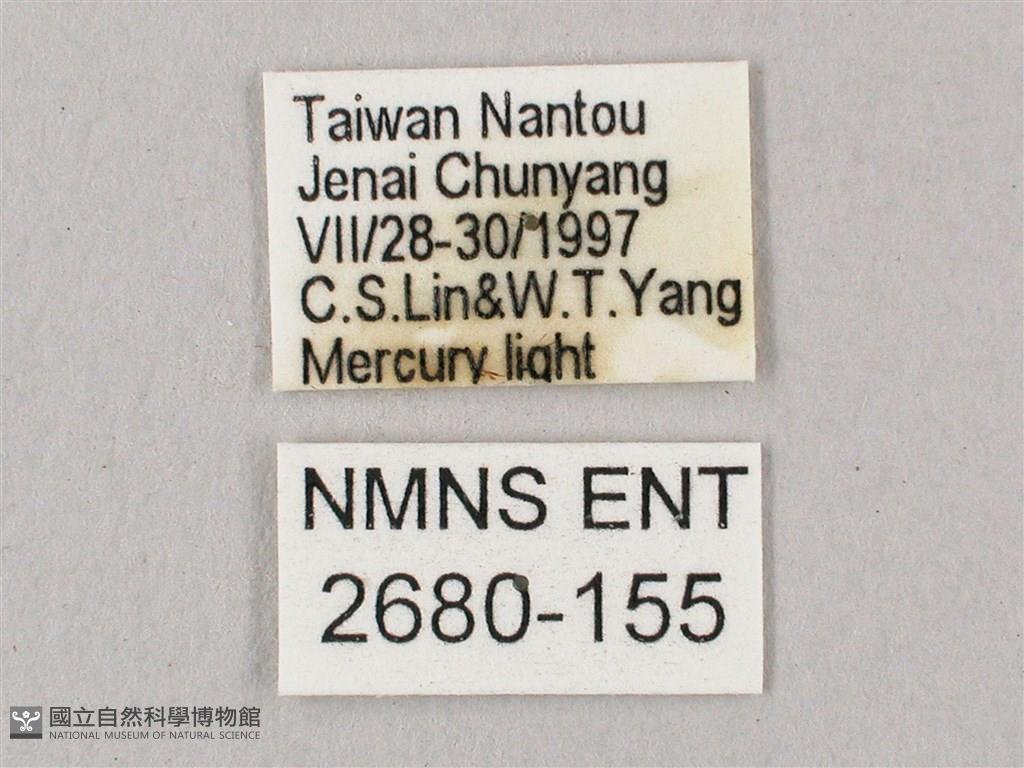 Taiwan Nantou
Jenai Chunyang
VII/28-30/1997
C.S.Lin&W.T.Yang
Mercury light
NMNS ENT
2680-155
國立自然科學博物館
NATIONAL MUSEUM OF NATURAL SCIENCE